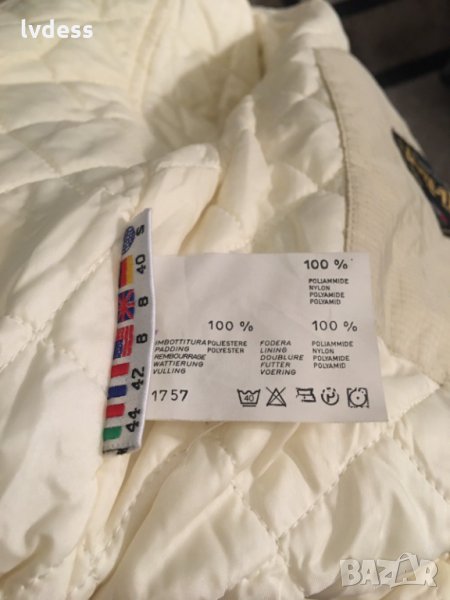 lvdess
S
40
8
8
42
44
100 %
POLIAMMIDE
NYLON
POLYAMIDE
POLYAMID
100 %
100 %
IMBOTTITURA POLIESTERE FODERA POLIAMMIDE
PADDING POLYESTER LINING NYLON
REMBOURRAGE DOUBLURE POLYAMIDE
WATTIERUNG FUTTER POLYAMID
VULLING VOERING
1757
40
BAZAR